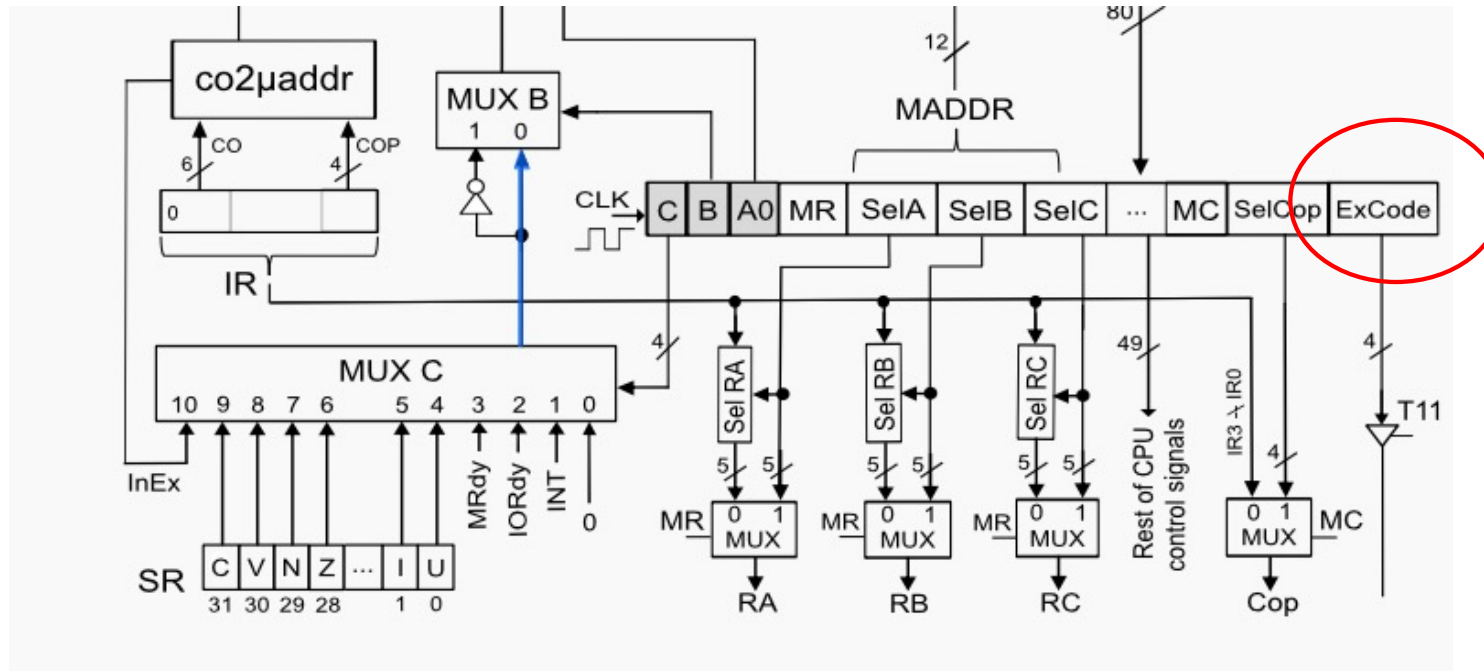 80
12
co2μaddr
MUX B
1 0
MADDR
CO
COP
6
4
CLK
C B A0 MR SelA SelB SelC ... MC SelCop ExCode
0
IR
4
49
4
MUX C
10 9 8 7 6 5 4 3 2 1 0
Sel RA
Sel RB
Sel RC
Rest of CPU
control signals
IR3
IR0
T11
InEx
MRdy
IORdy
INT
0
5 5 5 5 5 5 4
MR 0 1 MUX
MR 0 1 MUX
MR 0 1 MUX
0 1 MUX MC
SR C V N Z ... I U
31 30 29 28 1 0
RA RB RC Cop